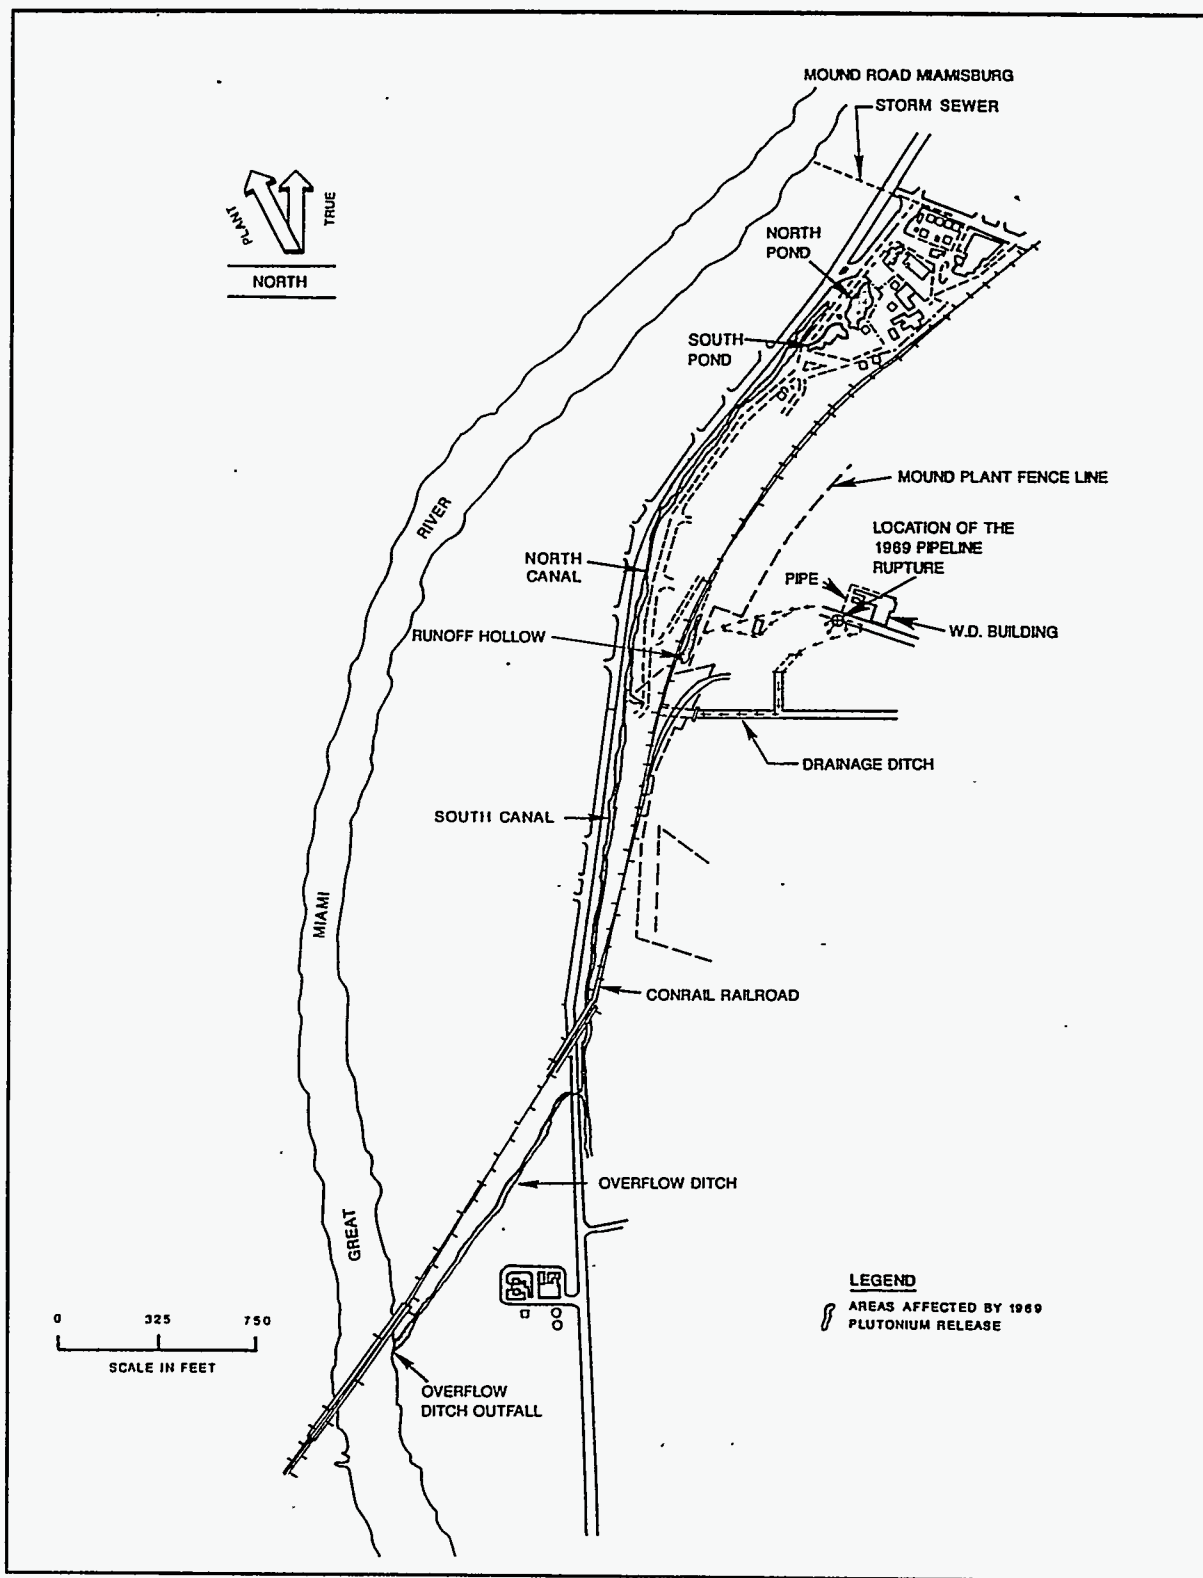 MOUND ROAD MIAMISBURG
STORM SEWER
PLANT
TRUE
NORTH
NORTH
POND
SOUTH
POND
MOUND PLANT FENCE LINE
RIVER
LOCATION OF THE
1969 PIPELINE
RUPTURE
NORTH
CANAL
PIPE
RUNOFF HOLLOW
W.D. BUILDING
DRAINAGE DITCH
SOUTH CANAL
MIAMI
CONRAIL RAILROAD
OVERFLOW DITCH
GREAT
LEGEND
AREAS AFFECTED BY 1969
PLUTONIUM RELEASE
0 325 750
SCALE IN FEET
OVERFLOW
DITCH OUTFALL